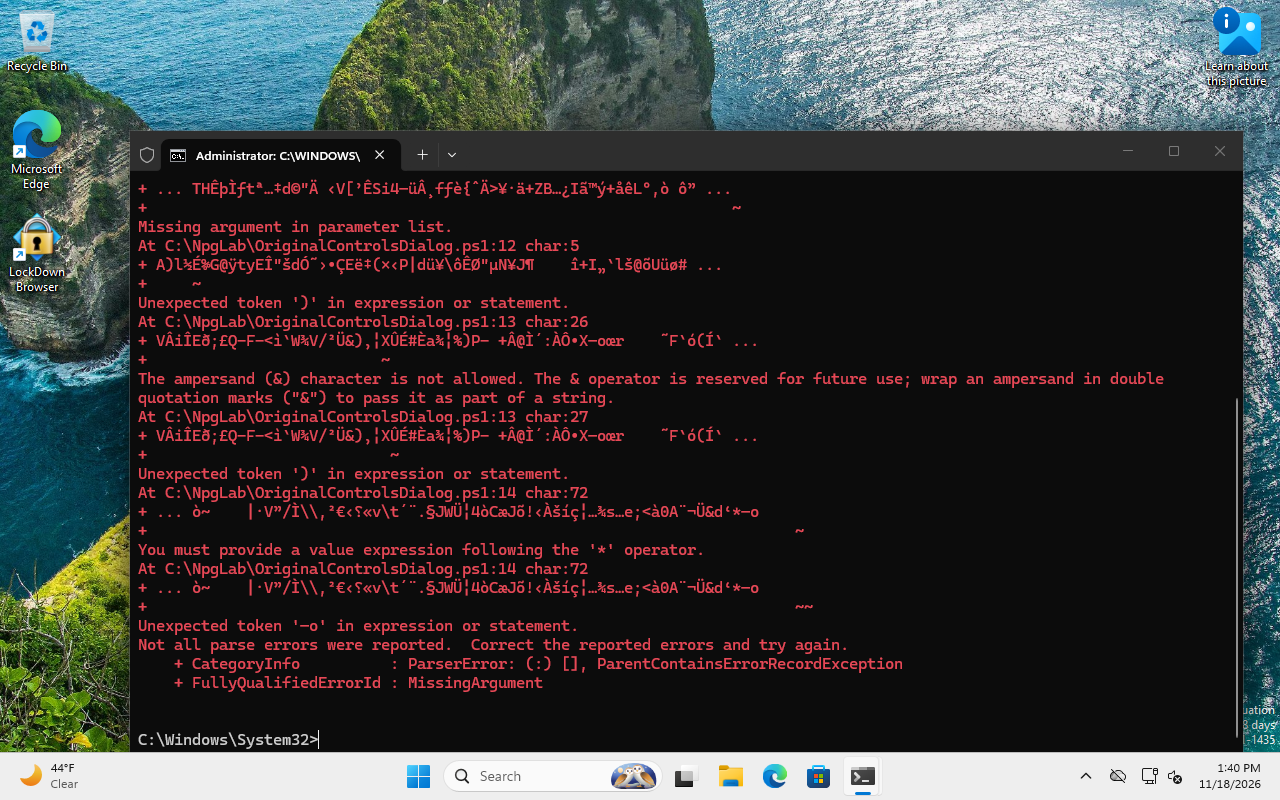 Recycle Bin
Microsoft
Edge
LockDown
Browser
Learn about
this picture
Administrator: C:\WINDOWS\
Missing argument in parameter list.
At C:\NpgLab\OriginalControlsDialog.ps1:12 char:5
+ ~
Unexpected token ')' in expression or statement.
At C:\NpgLab\OriginalControlsDialog.ps1:13 char:26
+ ~
The ampersand (&) character is not allowed. The & operator is reserved for future use; wrap an ampersand in double
quotation marks ("&") to pass it as part of a string.
At C:\NpgLab\OriginalControlsDialog.ps1:13 char:27
+ ~
Unexpected token ')' in expression or statement.
At C:\NpgLab\OriginalControlsDialog.ps1:14 char:72
+ ~
You must provide a value expression following the '*' operator.
At C:\NpgLab\OriginalControlsDialog.ps1:14 char:72
+ ~~
Unexpected token '—o' in expression or statement.
Not all parse errors were reported.  Correct the reported errors and try again.
    + CategoryInfo          : ParserError: (:) [], ParentContainsErrorRecordException
    + FullyQualifiedErrorId : MissingArgument
C:\Windows\System32>
44°F
Clear
Search
1:40 PM
11/18/2026